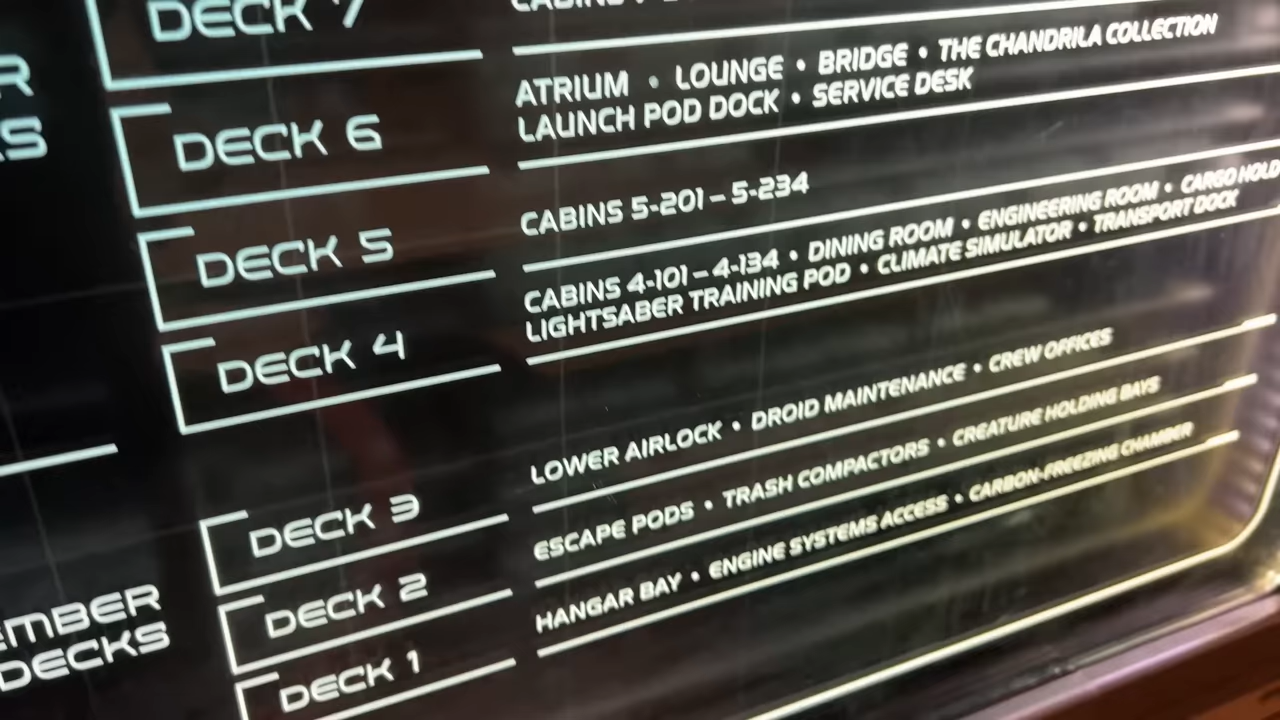 DECK 7
CABINS
DECK 6
ATRIUM • LOUNGE • BRIDGE • THE CHANDRILA COLLECTION
LAUNCH POD DOCK • SERVICE DESK
DECK 5
CABINS 5-201 – 5-234
DECK 4
CABINS 4-101 – 4-134 • DINING ROOM • ENGINEERING ROOM • CARGO HOLD
LIGHTSABER TRAINING POD • CLIMATE SIMULATOR • TRANSPORT DOCK
DECK 3
LOWER AIRLOCK • DROID MAINTENANCE • CREW OFFICES
EMBER
DECKS
DECK 2
ESCAPE PODS • TRASH COMPACTORS • CREATURE HOLDING BAYS
DECK 1
HANGAR BAY • ENGINE SYSTEMS ACCESS • CARBON-FREEZING CHAMBER